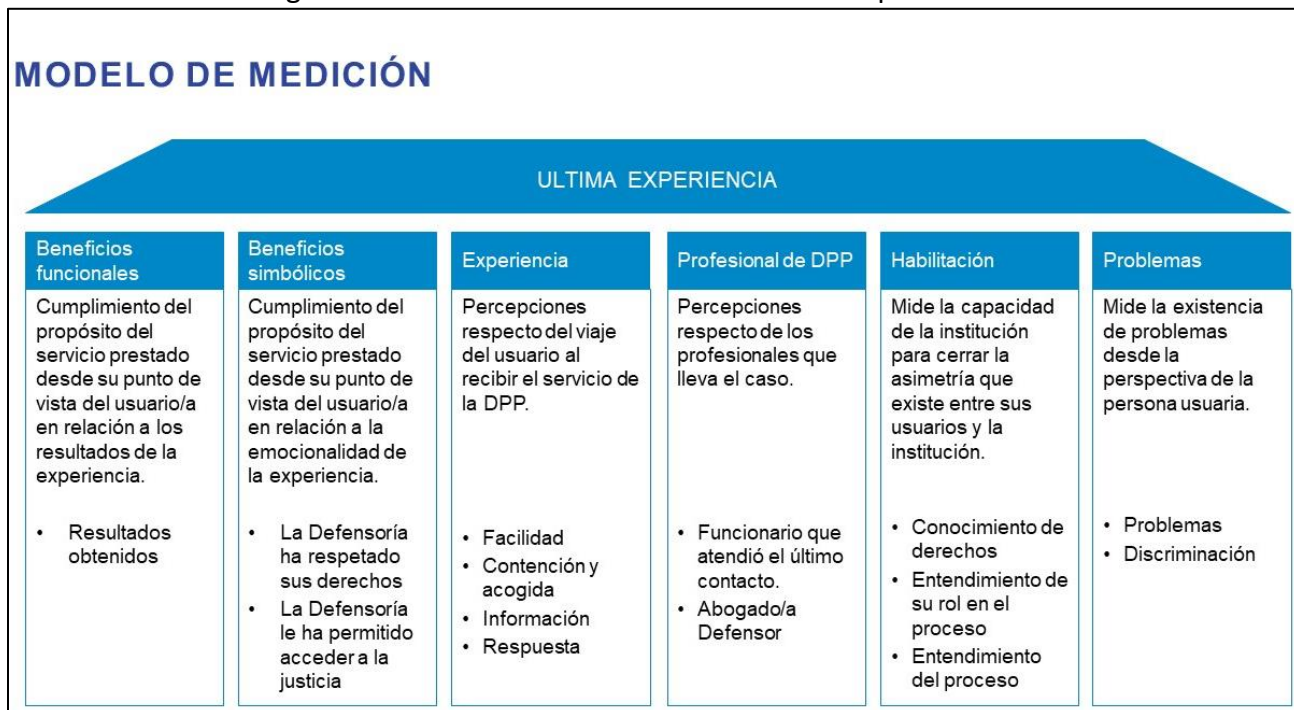 MODELO DE MEDICIÓN
ULTIMA EXPERIENCIA
Beneficios
funcionales
Cumplimiento del
propósito del
servicio prestado
desde su punto de
vista del usuario/a
en relación a los
resultados de la
experiencia.
• Resultados
obtenidos
Beneficios
simbólicos
Cumplimiento del
propósito del
servicio prestado
desde su punto de
vista del usuario/a
en relación a la
emocionalidad de
la experiencia.
• La Defensoría
ha respetado
sus derechos
• La Defensoría
le ha permitido
acceder a la
justicia
Experiencia
Percepciones
respecto del viaje
del usuario al
recibir el servicio de
la DPP.
• Facilidad
• Contención y
acogida
• Información
• Respuesta
Profesional de DPP
Percepciones
respecto de los
profesionales que
lleva el caso.
• Funcionario que
atendió el último
contacto.
• Abogado/a
Defensor
Habilitación
Mide la capacidad
de la institución
para cerrar la
asimetría que
existe entre sus
usuarios y la
institución.
• Conocimiento de
derechos
• Entendimiento de
su rol en el
proceso
• Entendimiento
del proceso
Problemas
Mide la existencia
de problemas
desde la
perspectiva de la
persona usuaria.
• Problemas
• Discriminación